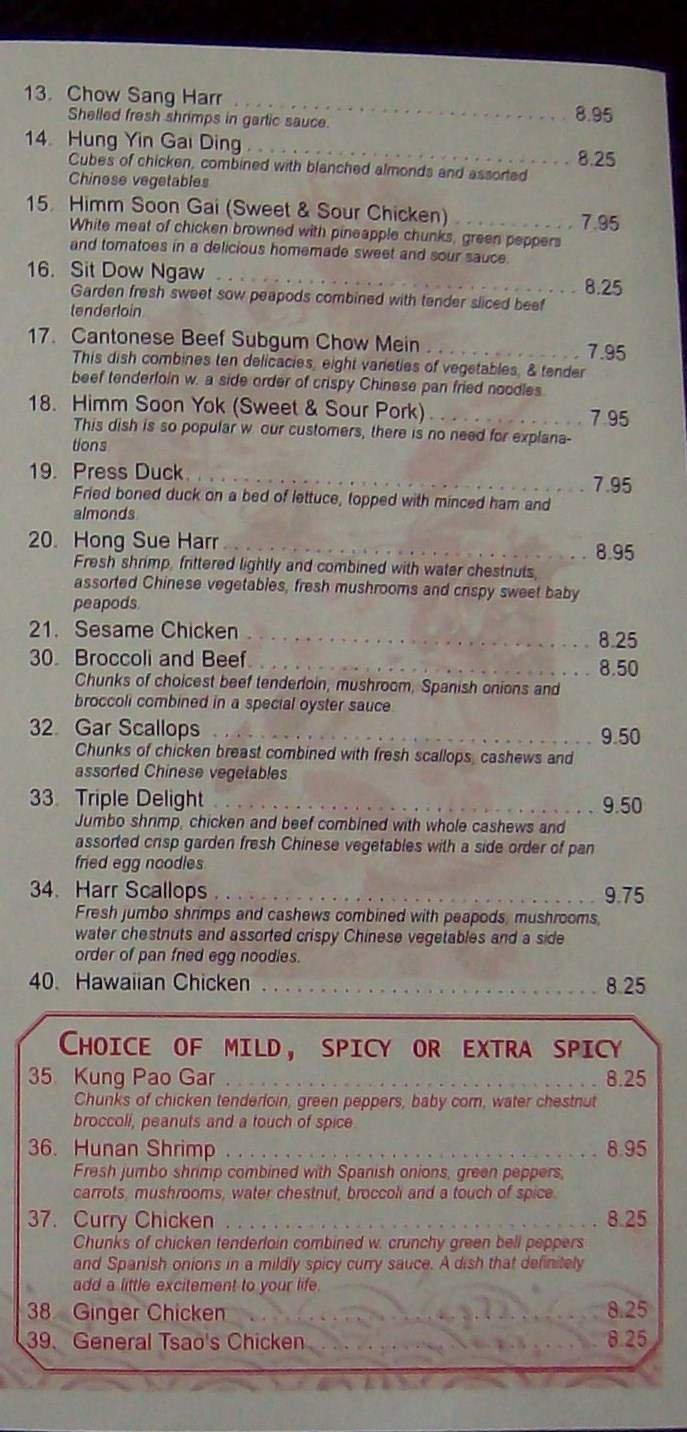 13. Chow Sang Harr . . . . . . . . . . . . . . . . . . . . . . . . . . . . 8.95
Shelled fresh shrimps in garlic sauce.
14. Hung Yin Gai Ding . . . . . . . . . . . . . . . . . . . . . . . . . . 8.25
Cubes of chicken, combined with blanched almonds and assorted
Chinese vegetables
15. Himm Soon Gai (Sweet & Sour Chicken) . . . . . . . . . . 7.95
White meat of chicken browned with pineapple chunks, green peppers
and tomatoes in a delicious homemade sweet and sour sauce.
16. Sit Dow Ngaw . . . . . . . . . . . . . . . . . . . . . . . . . . . . . 8.25
Garden fresh sweet sow peapods combined with tender sliced beef
tenderloin
17. Cantonese Beef Subgum Chow Mein . . . . . . . . . . . . . 7.95
This dish combines ten delicacies, eight varieties of vegetables, & tender
beef tenderloin w. a side order of crispy Chinese pan fried noodles.
18. Himm Soon Yok (Sweet & Sour Pork) . . . . . . . . . . . . . 7.95
This dish is so popular w. our customers, there is no need for explana-
tions
19. Press Duck . . . . . . . . . . . . . . . . . . . . . . . . . . . . . . . . 7.95
Fried boned duck on a bed of lettuce, topped with minced ham and
almonds.
20. Hong Sue Harr . . . . . . . . . . . . . . . . . . . . . . . . . . . . . 8.95
Fresh shrimp, frittered lightly and combined with water chestnuts,
assorted Chinese vegetables, fresh mushrooms and crispy sweet baby
peapods.
21. Sesame Chicken . . . . . . . . . . . . . . . . . . . . . . . . . . . 8.25
30. Broccoli and Beef . . . . . . . . . . . . . . . . . . . . . . . . . . . 8.50
Chunks of choicest beef tenderloin, mushroom, Spanish onions and
broccoli combined in a special oyster sauce.
32. Gar Scallops . . . . . . . . . . . . . . . . . . . . . . . . . . . . . . 9.50
Chunks of chicken breast combined with fresh scallops, cashews and
assorted Chinese vegetables
33. Triple Delight . . . . . . . . . . . . . . . . . . . . . . . . . . . . . . 9.50
Jumbo shrimp, chicken and beef combined with whole cashews and
assorted crisp garden fresh Chinese vegetables with a side order of pan
fried egg noodles.
34. Harr Scallops . . . . . . . . . . . . . . . . . . . . . . . . . . . . . . 9.75
Fresh jumbo shrimps and cashews combined with peapods, mushrooms,
water chestnuts and assorted crispy Chinese vegetables and a side
order of pan fried egg noodles.
40. Hawaiian Chicken . . . . . . . . . . . . . . . . . . . . . . . . . . 8.25
CHOICE OF MILD, SPICY OR EXTRA SPICY
35. Kung Pao Gar . . . . . . . . . . . . . . . . . . . . . . . . . . . . . 8.25
Chunks of chicken tenderloin, green peppers, baby corn, water chestnut
broccoli, peanuts and a touch of spice.
36. Hunan Shrimp . . . . . . . . . . . . . . . . . . . . . . . . . . . . . 8.95
Fresh jumbo shrimp combined with Spanish onions, green peppers,
carrots, mushrooms, water chestnut, broccoli and a touch of spice.
37. Curry Chicken . . . . . . . . . . . . . . . . . . . . . . . . . . . . . 8.25
Chunks of chicken tenderloin combined w. crunchy green bell peppers
and Spanish onions in a mildly spicy curry sauce. A dish that definitely
add a little excitement to your life.
38. Ginger Chicken . . . . . . . . . . . . . . . . . . . . . . . . . . . 8.25
39. General Tsao's Chicken . . . . . . . . . . . . . . . . . . . . . . 8.25